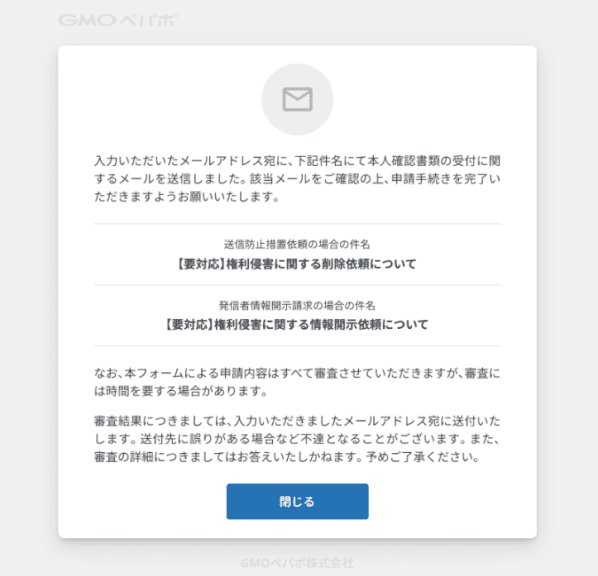 GMOペパボ
入力いただいたメールアドレス宛に、下記件名にて本人確認書類の受付に関
するメールを送信しました。該当メールをご確認の上、申請手続きを完了い
ただきますようお願いいたします。
送信防止措置依頼の場合の件名
【要対応】権利侵害に関する削除依頼について
発信者情報開示請求の場合の件名
【要対応】権利侵害に関する情報開示依頼について
なお、本フォームによる申請内容はすべて審査させていただきますが、審査に
は時間を要する場合があります。
審査結果につきましては、入力いただきましたメールアドレス宛に送付いた
します。送付先に誤りがある場合など不達となることがございます。また、
審査の詳細につきましてはお答えいたしかねます。予めご了承ください。
閉じる
GMOペパボ株式会社